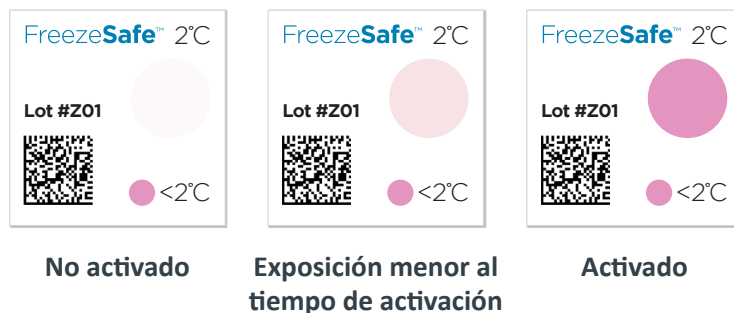 FreezeSafe™ 2°C
Lot #Z01
<2°C
No activado
FreezeSafe™ 2°C
Lot #Z01
<2°C
Exposición menor al
tiempo de activación
FreezeSafe™ 2°C
Lot #Z01
<2°C
Activado